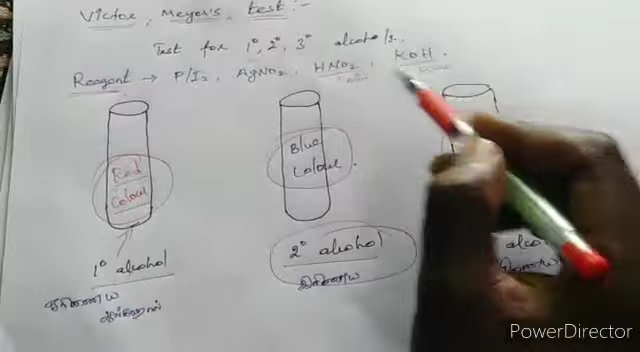 Victor Meyer's test:-
Test for 1°, 2°, 3° alcohols.
Reagent → P/I₂, AgNO₂, HNO₂, KOH.
Red
Colour
Blue
Colour.
1° alcohol
2° alcohol
alco
PowerDirector